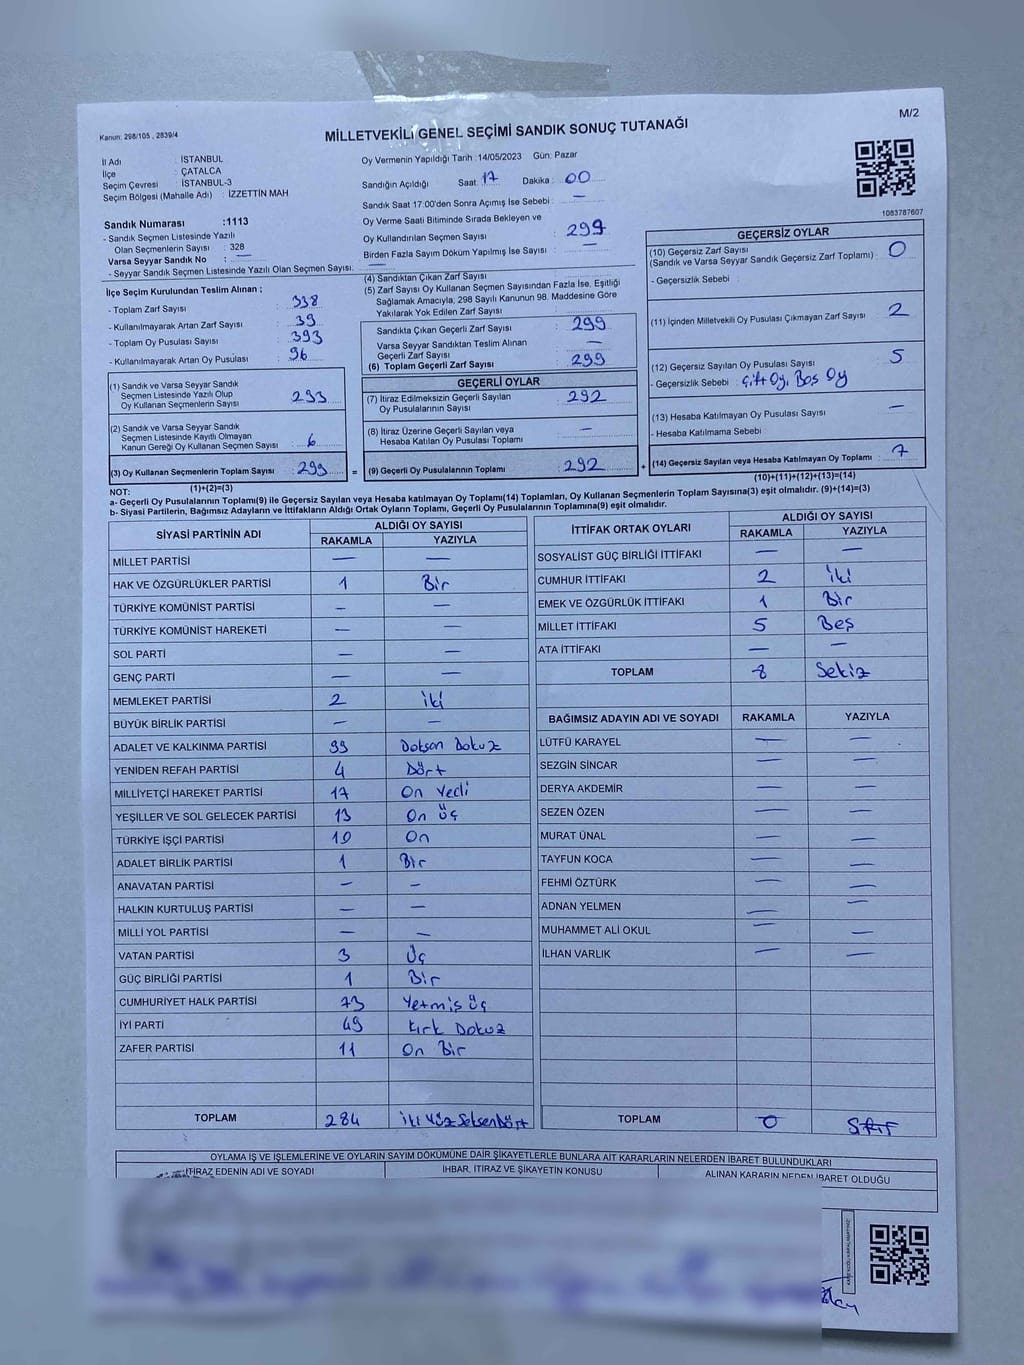 M/2
Kanun: 298/105 , 2839/4
MİLLETVEKİLİ GENEL SEÇİMİ SANDIK SONUÇ TUTANAĞI
İl Adı : İSTANBUL
İlçe : ÇATALCA
Seçim Çevresi : İSTANBUL-3
Seçim Bölgesi (Mahalle Adı) : İZZETTİN MAH
Oy Vermenin Yapıldığı Tarih :14/05/2023 Gün: Pazar
Sandığın Açıldığı Saat: 17 Dakika : 00
Sandık Saat 17:00'den Sonra Açımış İse Sebebi : —
Sandık Numarası :1113
- Sandık Seçmen Listesinde Yazılı
Olan Seçmenlerin Sayısı : 328
Varsa Seyyar Sandık No : —
- Seyyar Sandık Seçmen Listesinde Yazılı Olan Seçmen Sayısı: —
Oy Verme Saati Bitiminde Sırada Bekleyen ve
Oy Kullandırılan Seçmen Sayısı : 299
Birden Fazla Sayım Döküm Yapılmış İse Sayısı : —
1083787607
İlçe Seçim Kurulundan Teslim Alınan ;
- Toplam Zarf Sayısı : 338
- Kullanılmayarak Artan Zarf Sayısı : 39
- Toplam Oy Pusulası Sayısı : 393
- Kullanılmayarak Artan Oy Pusulası : 96
(4) Sandıktan Çıkan Zarf Sayısı :
(5) Zarf Sayısı Oy Kullanan Seçmen Sayısından Fazla İse, Eşitliği
Sağlamak Amacıyla; 298 Sayılı Kanunun 98. Maddesine Göre
Yakılarak Yok Edilen Zarf Sayısı :
Sandıkta Çıkan Geçerli Zarf Sayısı : 299
Varsa Seyyar Sandıktan Teslim Alınan
Geçerli Zarf Sayısı : —
(6) Toplam Geçerli Zarf Sayısı : 299
GEÇERSİZ OYLAR
(10) Geçersiz Zarf Sayısı
(Sandık ve Varsa Seyyar Sandık Geçersiz Zarf Toplamı) : 0
- Geçersizlik Sebebi :
(11) İçinden Milletvekili Oy Pusulası Çıkmayan Zarf Sayısı : 2
(12) Geçersiz Sayılan Oy Pusulası Sayısı : 5
- Geçersizlik Sebebi : Çift Oy, Boş Oy
(13) Hesaba Katılmayan Oy Pusulası Sayısı : —
- Hesaba Katılmama Sebebi :
(14) Geçersiz Sayılan veya Hesaba Katılmayan Oy Toplamı : 7
(10)+(11)+(12)+(13)=(14)
(1) Sandık ve Varsa Seyyar Sandık
Seçmen Listesinde Yazılı Olup
Oy Kullanan Seçmenlerin Sayısı : 293
(2) Sandık ve Varsa Seyyar Sandık
Seçmen Listesinde Kayıtlı Olmayan
Kanun Gereği Oy Kullanan Seçmen Sayısı : 6
(3) Oy Kullanan Seçmenlerin Toplam Sayısı : 299
(1)+(2)=(3)
GEÇERLİ OYLAR
(7) İtiraz Edilmeksizin Geçerli Sayılan
Oy Pusulalarının Sayısı : 292
(8) İtiraz Üzerine Geçerli Sayılan veya
Hesaba Katılan Oy Pusulası Toplamı : —
= (9) Geçerli Oy Pusulalarının Toplamı : 292 +
NOT:
a- Geçerli Oy Pusulalarının Toplamı(9) ile Geçersiz Sayılan veya Hesaba katılmayan Oy Toplamı(14) Toplamları, Oy Kullanan Seçmenlerin Toplam Sayısına(3) eşit olmalıdır. (9)+(14)=(3)
b- Siyasi Partilerin, Bağımsız Adayların ve İttifakların Aldığı Ortak Oyların Toplamı, Geçerli Oy Pusulalarının Toplamına(9) eşit olmalıdır.
SİYASİ PARTİNİN ADI ALDIĞI OY SAYISI
RAKAMLA YAZIYLA
MİLLET PARTİSİ — —
HAK VE ÖZGÜRLÜKLER PARTİSİ 1 Bir
TÜRKİYE KOMÜNİST PARTİSİ — —
TÜRKİYE KOMÜNİST HAREKETİ — —
SOL PARTİ — —
GENÇ PARTİ — —
MEMLEKET PARTİSİ 2 iki
BÜYÜK BİRLİK PARTİSİ — —
ADALET VE KALKINMA PARTİSİ 99 Doksan Dokuz
YENİDEN REFAH PARTİSİ 4 Dört
MİLLİYETÇİ HAREKET PARTİSİ 17 On Yedi
YEŞİLLER VE SOL GELECEK PARTİSİ 13 On Üç
TÜRKİYE İŞÇİ PARTİSİ 10 On
ADALET BİRLİK PARTİSİ 1 Bir
ANAVATAN PARTİSİ — —
HALKIN KURTULUŞ PARTİSİ — —
MİLLİ YOL PARTİSİ — —
VATAN PARTİSİ 3 Üç
GÜÇ BİRLİĞİ PARTİSİ 1 Bir
CUMHURİYET HALK PARTİSİ 73 Yetmiş Üç
İYİ PARTİ 49 Kırk Dokuz
ZAFER PARTİSİ 11 On Bir
TOPLAM 284 İki Yüz Seksen Dört
İTTİFAK ORTAK OYLARI ALDIĞI OY SAYISI
RAKAMLA YAZIYLA
SOSYALİST GÜÇ BİRLİĞİ İTTİFAKI — —
CUMHUR İTTİFAKI 2 İki
EMEK VE ÖZGÜRLÜK İTTİFAKI 1 Bir
MİLLET İTTİFAKI 5 Beş
ATA İTTİFAKI — —
TOPLAM 8 Sekiz
BAĞIMSIZ ADAYIN ADI VE SOYADI RAKAMLA YAZIYLA
LÜTFÜ KARAYEL — —
SEZGİN SİNCAR — —
DERYA AKDEMİR — —
SEZEN ÖZEN — —
MURAT ÜNAL — —
TAYFUN KOCA — —
FEHMİ ÖZTÜRK — —
ADNAN YELMEN — —
MUHAMMET ALİ OKUL — —
İLHAN VARLIK — —
TOPLAM 0 Sıfır
OYLAMA İŞ VE İŞLEMLERİNE VE OYLARIN SAYIM DÖKÜMÜNE DAİR ŞİKAYETLERLE BUNLARA AİT KARARLARIN NELERDEN İBARET BULUNDUKLARI
İTİRAZ EDENİN ADI VE SOYADI İHBAR, İTİRAZ VE ŞİKAYETİN KONUSU ALINAN KARARIN NEDEN İBARET OLDUĞU